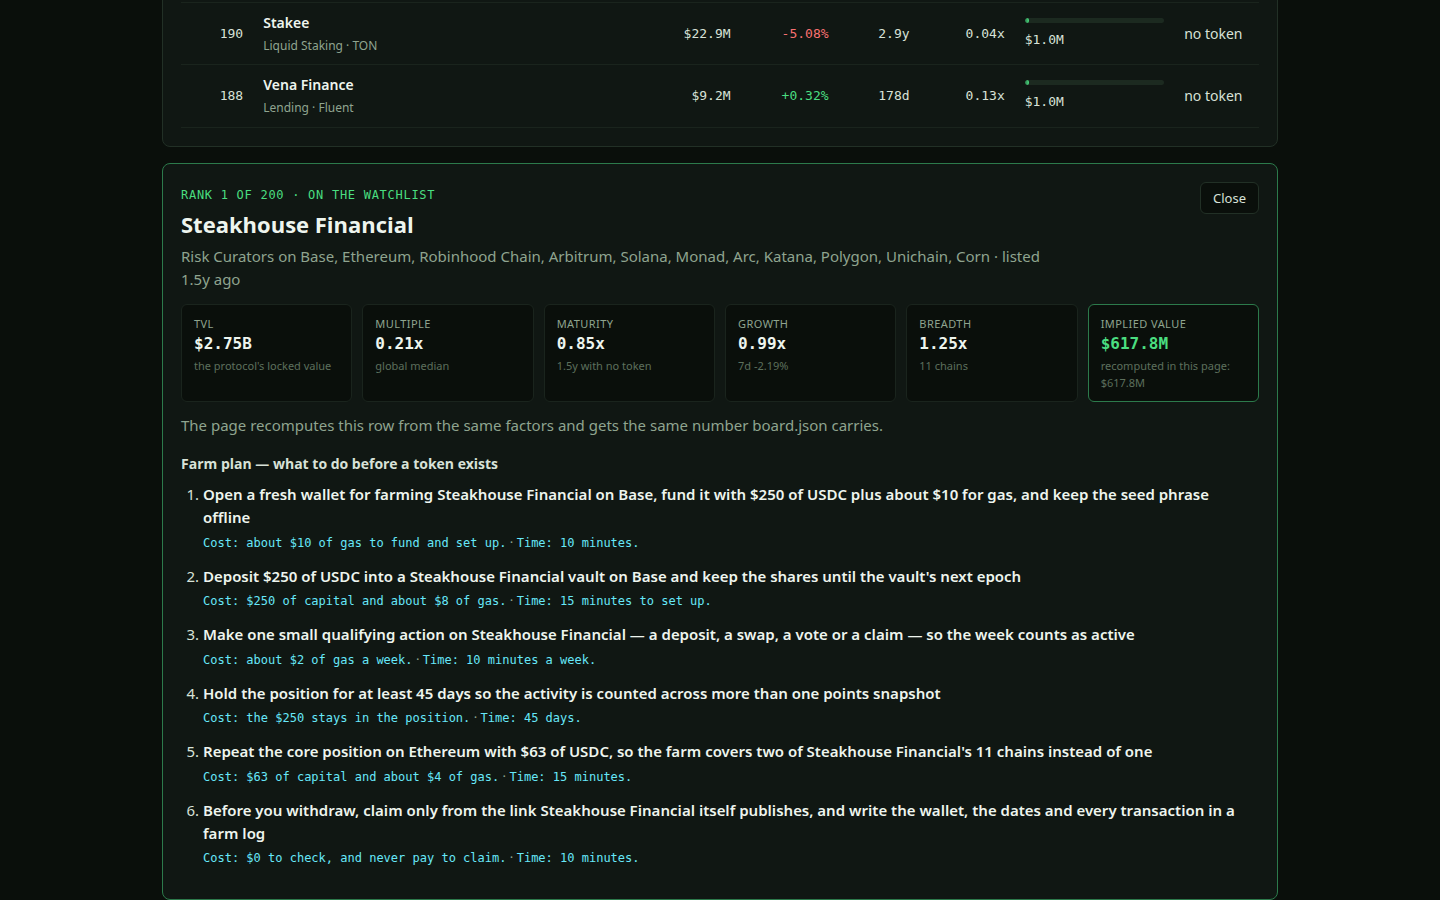 190 Stakee $22.9M -5.08% 2.9y 0.04x $1.0M no token
Liquid Staking · TON
188 Vena Finance $9.2M +0.32% 178d 0.13x $1.0M no token
Lending · Fluent
RANK 1 OF 200 · ON THE WATCHLIST
Close
Steakhouse Financial
Risk Curators on Base, Ethereum, Robinhood Chain, Arbitrum, Solana, Monad, Arc, Katana, Polygon, Unichain, Corn · listed
1.5y ago
TVL
$2.75B
the protocol's locked value
MULTIPLE
0.21x
global median
MATURITY
0.85x
1.5y with no token
GROWTH
0.99x
7d -2.19%
BREADTH
1.25x
11 chains
IMPLIED VALUE
$617.8M
recomputed in this page:
$617.8M
The page recomputes this row from the same factors and gets the same number board.json carries.
Farm plan — what to do before a token exists
1. Open a fresh wallet for farming Steakhouse Financial on Base, fund it with $250 of USDC plus about $10 for gas, and keep the seed phrase
offline
Cost: about $10 of gas to fund and set up. · Time: 10 minutes.
2. Deposit $250 of USDC into a Steakhouse Financial vault on Base and keep the shares until the vault's next epoch
Cost: $250 of capital and about $8 of gas. · Time: 15 minutes to set up.
3. Make one small qualifying action on Steakhouse Financial — a deposit, a swap, a vote or a claim — so the week counts as active
Cost: about $2 of gas a week. · Time: 10 minutes a week.
4. Hold the position for at least 45 days so the activity is counted across more than one points snapshot
Cost: the $250 stays in the position. · Time: 45 days.
5. Repeat the core position on Ethereum with $63 of USDC, so the farm covers two of Steakhouse Financial's 11 chains instead of one
Cost: $63 of capital and about $4 of gas. · Time: 15 minutes.
6. Before you withdraw, claim only from the link Steakhouse Financial itself publishes, and write the wallet, the dates and every transaction in a
farm log
Cost: $0 to check, and never pay to claim. · Time: 10 minutes.